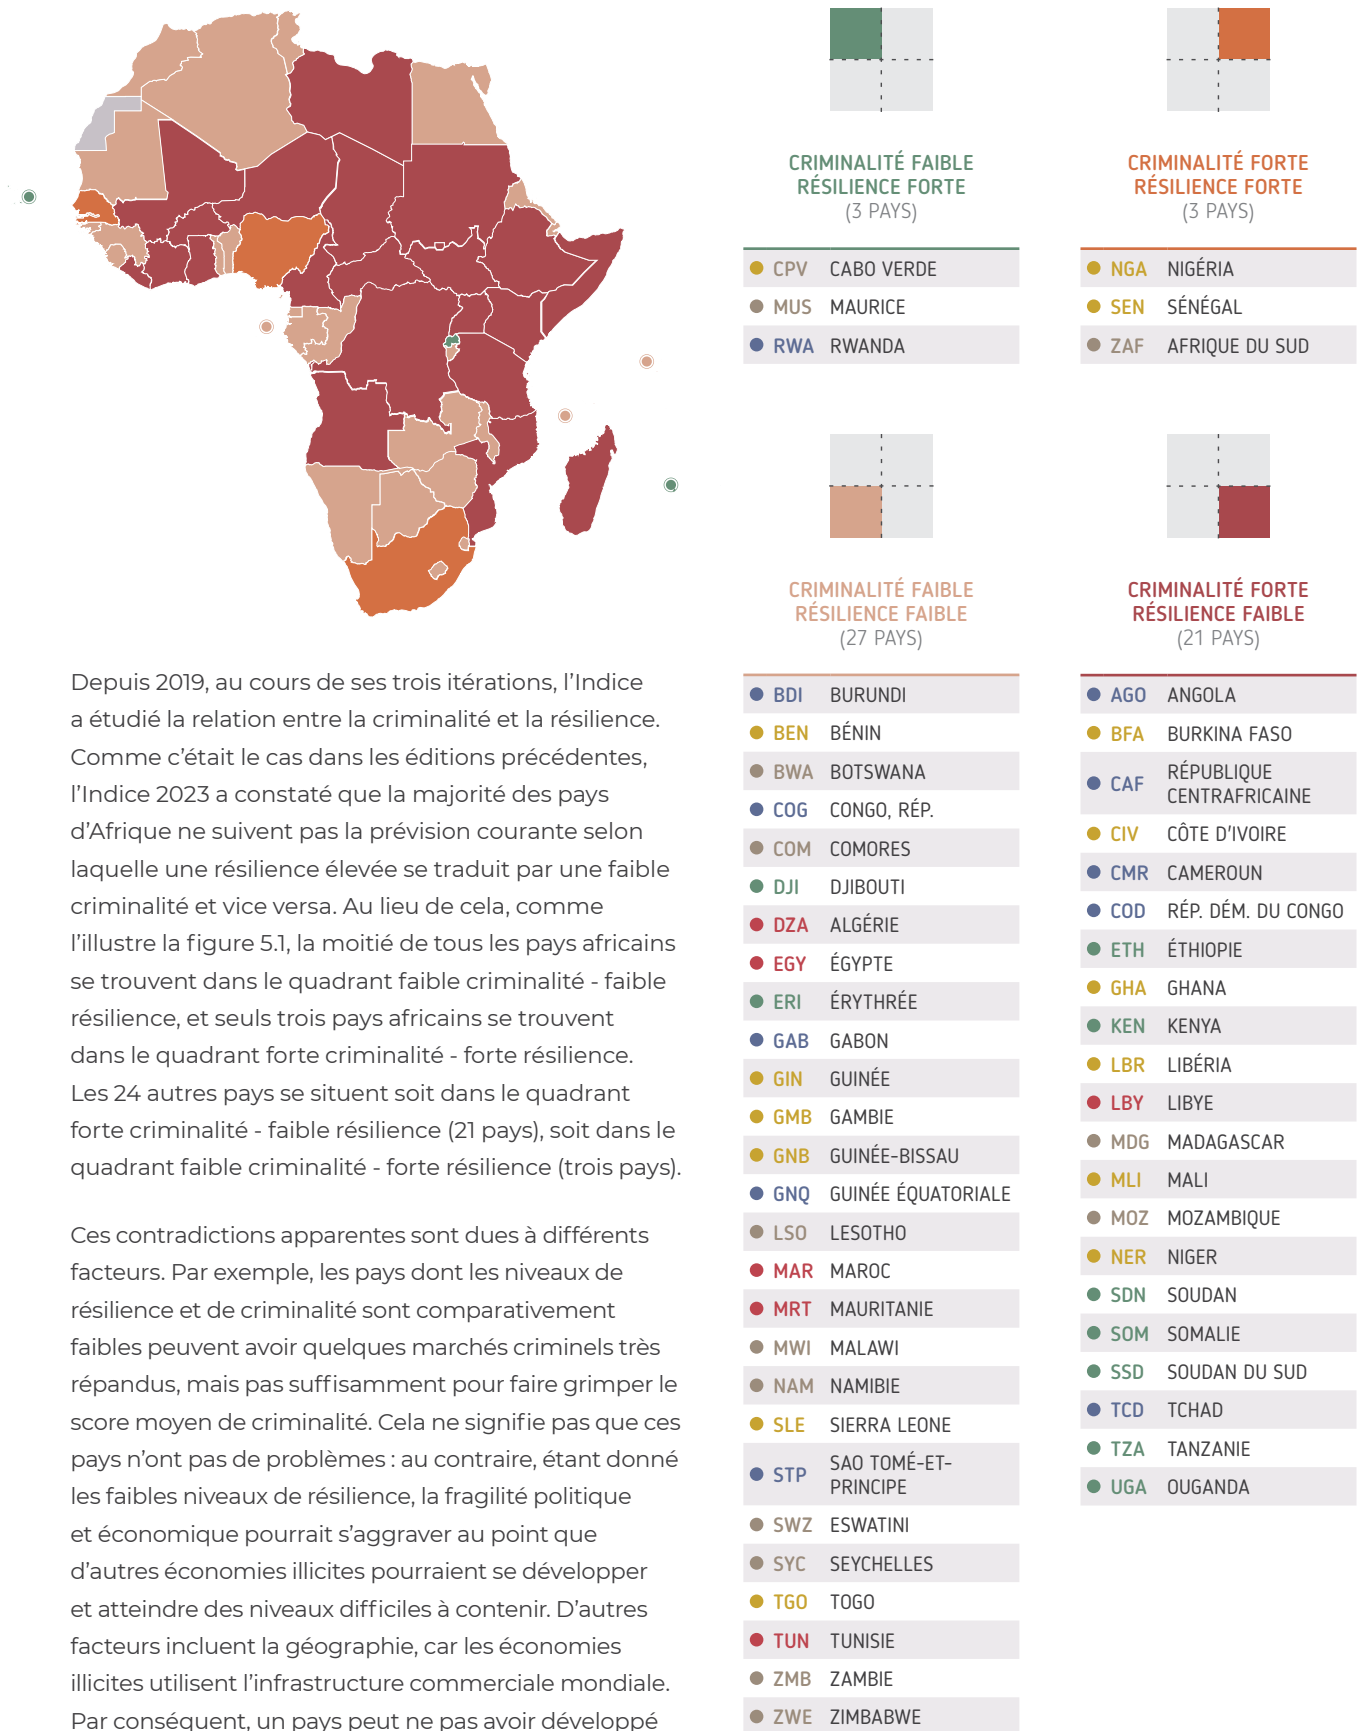 CRIMINALITÉ FAIBLE
RÉSILIENCE FORTE
(3 PAYS)
CPV CABO VERDE
MUS MAURICE
RWA RWANDA
CRIMINALITÉ FORTE
RÉSILIENCE FORTE
(3 PAYS)
NGA NIGÉRIA
SEN SÉNÉGAL
ZAF AFRIQUE DU SUD
Depuis 2019, au cours de ses trois itérations, l’Indice
a étudié la relation entre la criminalité et la résilience.
Comme c’était le cas dans les éditions précédentes,
l’Indice 2023 a constaté que la majorité des pays
d’Afrique ne suivent pas la prévision courante selon
laquelle une résilience élevée se traduit par une faible
criminalité et vice versa. Au lieu de cela, comme
l’illustre la figure 5.1, la moitié de tous les pays africains
se trouvent dans le quadrant faible criminalité - faible
résilience, et seuls trois pays africains se trouvent
dans le quadrant forte criminalité - forte résilience.
Les 24 autres pays se situent soit dans le quadrant
forte criminalité - faible résilience (21 pays), soit dans le
quadrant faible criminalité - forte résilience (trois pays).
Ces contradictions apparentes sont dues à différents
facteurs. Par exemple, les pays dont les niveaux de
résilience et de criminalité sont comparativement
faibles peuvent avoir quelques marchés criminels très
répandus, mais pas suffisamment pour faire grimper le
score moyen de criminalité. Cela ne signifie pas que ces
pays n’ont pas de problèmes : au contraire, étant donné
les faibles niveaux de résilience, la fragilité politique
et économique pourrait s’aggraver au point que
d’autres économies illicites pourraient se développer
et atteindre des niveaux difficiles à contenir. D’autres
facteurs incluent la géographie, car les économies
illicites utilisent l’infrastructure commerciale mondiale.
Par conséquent, un pays peut ne pas avoir développé
CRIMINALITÉ FAIBLE
RÉSILIENCE FAIBLE
(27 PAYS)
BDI BURUNDI
BEN BÉNIN
BWA BOTSWANA
COG CONGO, RÉP.
COM COMORES
DJI DJIBOUTI
DZA ALGÉRIE
EGY ÉGYPTE
ERI ÉRYTHRÉE
GAB GABON
GIN GUINÉE
GMB GAMBIE
GNB GUINÉE-BISSAU
GNQ GUINÉE ÉQUATORIALE
LSO LESOTHO
MAR MAROC
MRT MAURITANIE
MWI MALAWI
NAM NAMIBIE
SLE SIERRA LEONE
STP SAO TOMÉ-ET-
PRINCIPE
SWZ ESWATINI
SYC SEYCHELLES
TGO TOGO
TUN TUNISIE
ZMB ZAMBIE
ZWE ZIMBABWE
CRIMINALITÉ FORTE
RÉSILIENCE FAIBLE
(21 PAYS)
AGO ANGOLA
BFA BURKINA FASO
CAF RÉPUBLIQUE
CENTRAFRICAINE
CIV CÔTE D'IVOIRE
CMR CAMEROUN
COD RÉP. DÉM. DU CONGO
ETH ÉTHIOPIE
GHA GHANA
KEN KENYA
LBR LIBÉRIA
LBY LIBYE
MDG MADAGASCAR
MLI MALI
MOZ MOZAMBIQUE
NER NIGER
SDN SOUDAN
SOM SOMALIE
SSD SOUDAN DU SUD
TCD TCHAD
TZA TANZANIE
UGA OUGANDA